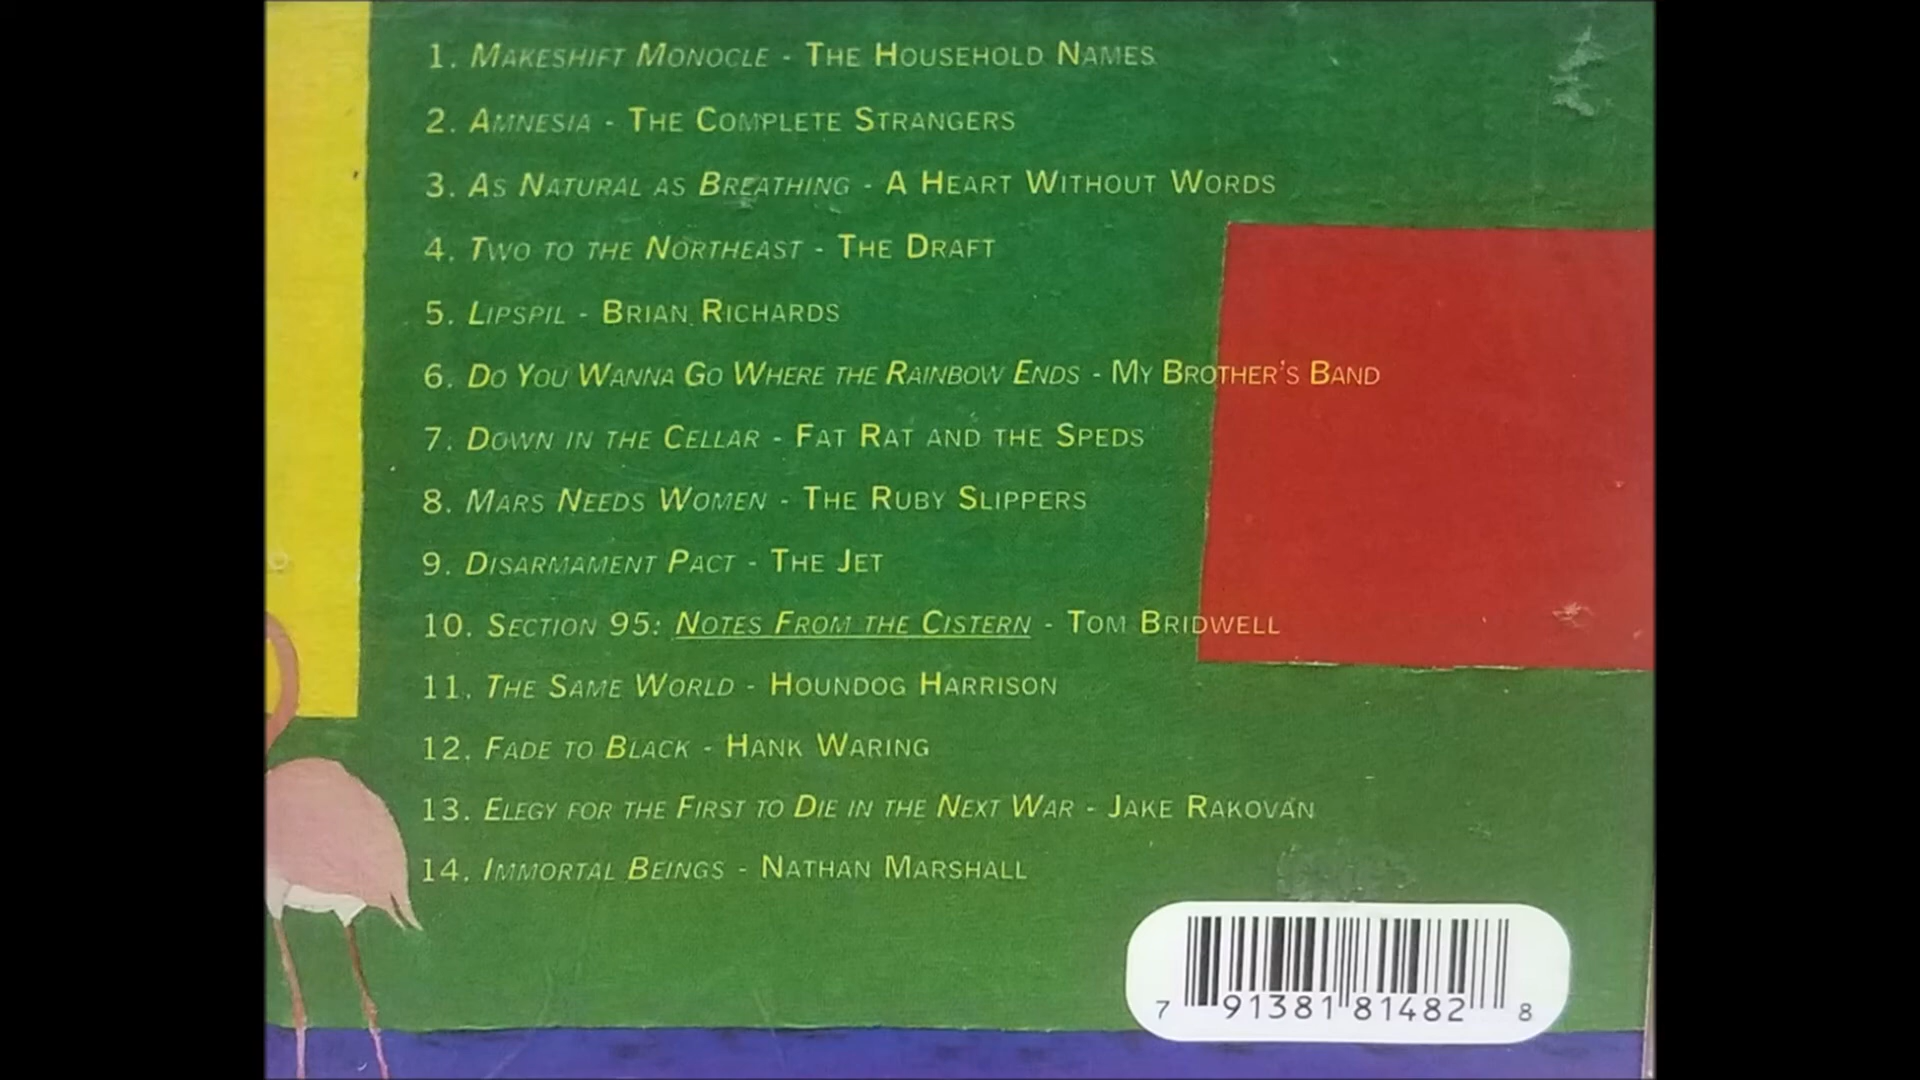 1. Makeshift Monocle - The Household Names
2. Amnesia - The Complete Strangers
3. As Natural as Breathing - A Heart Without Words
4. Two to the Northeast - The Draft
5. Lipspil - Brian Richards
6. Do You Wanna Go Where the Rainbow Ends - My Brother's Band
7. Down in the Cellar - Fat Rat and the Speds
8. Mars Needs Women - The Ruby Slippers
9. Disarmament Pact - The Jet
10. Section 95: Notes From the Cistern - Tom Bridwell
11. The Same World - Houndog Harrison
12. Fade to Black - Hank Waring
13. Elegy for the First to Die in the Next War - Jake Rakovan
14. Immortal Beings - Nathan Marshall
7 91381 81482 8